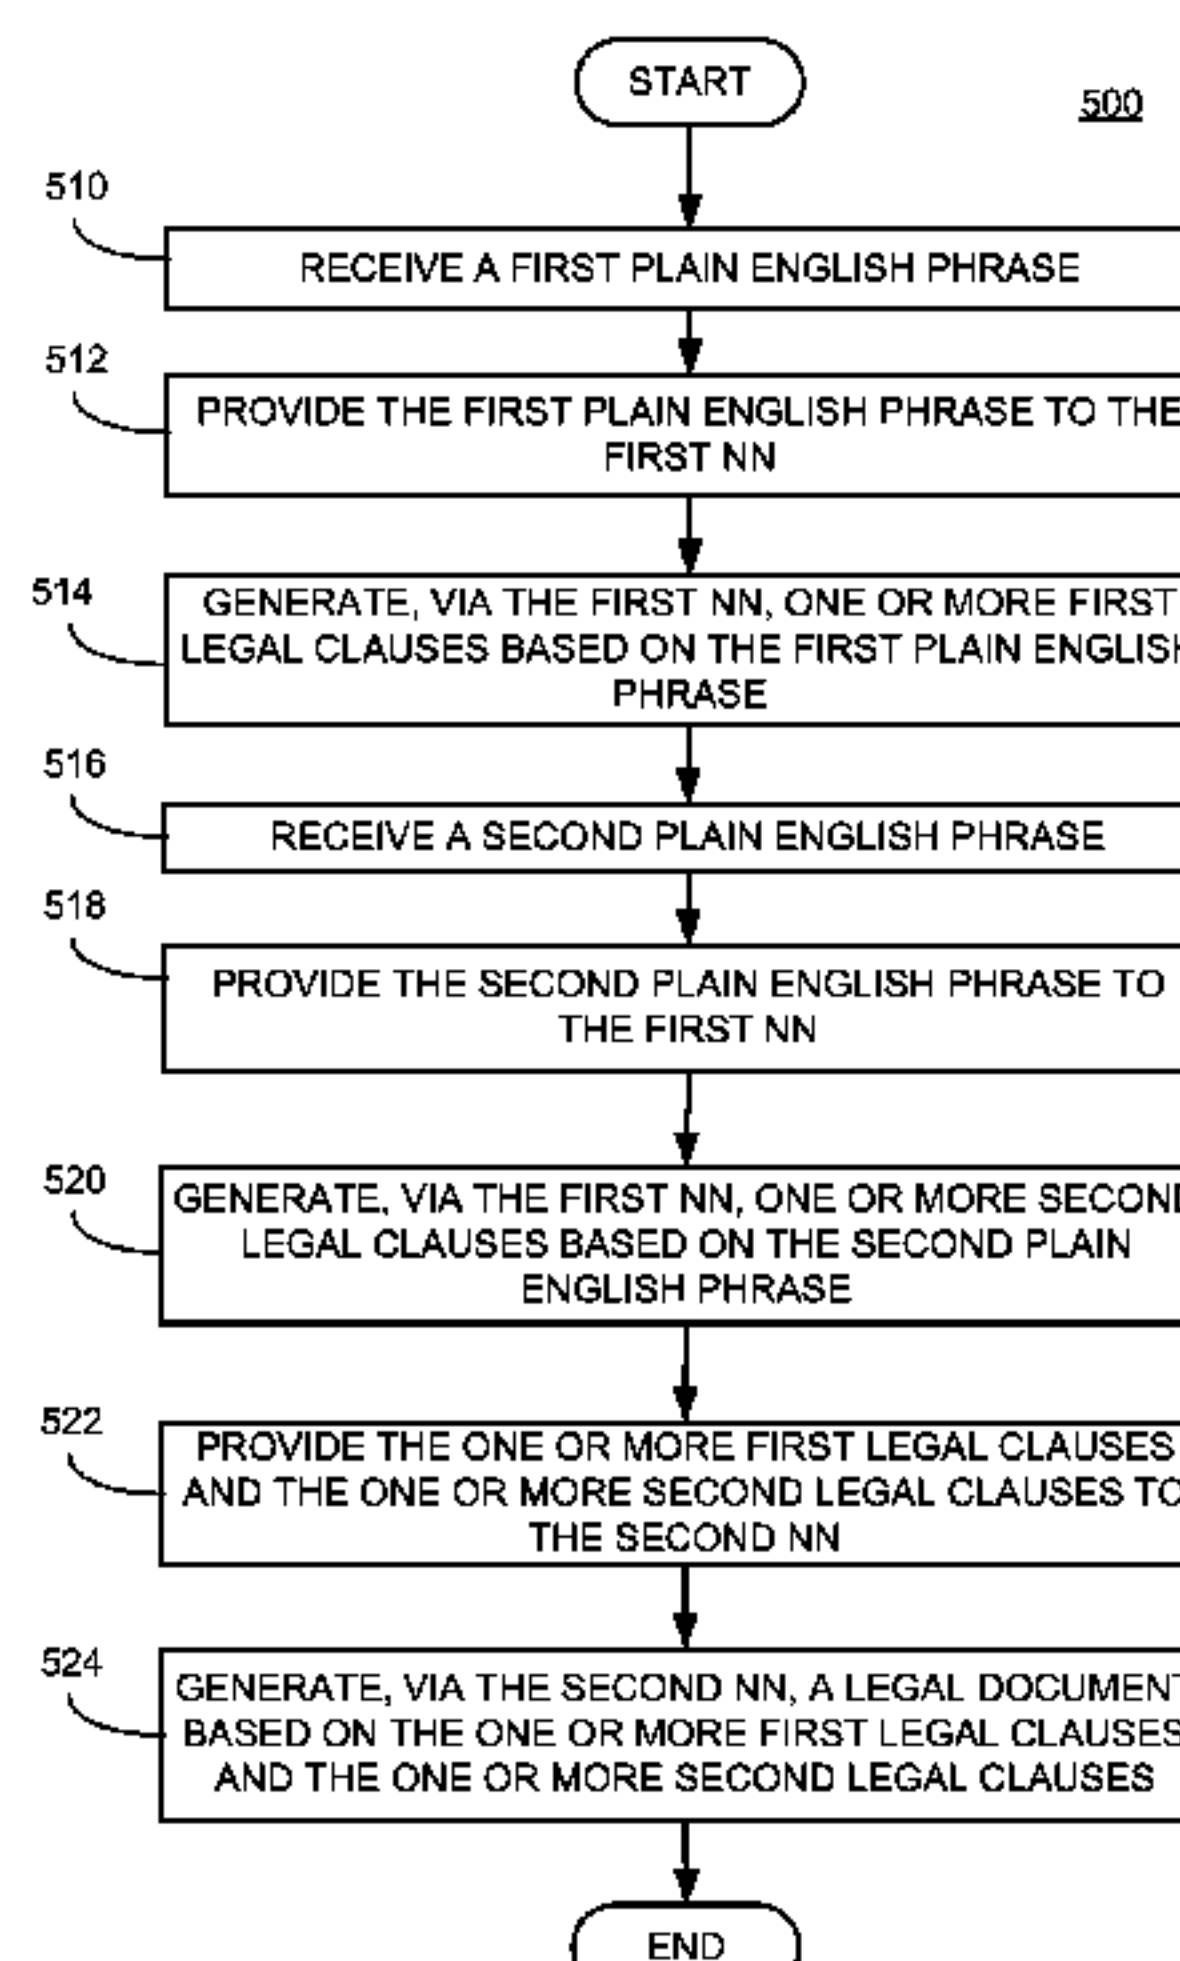 START
500
510
RECEIVE A FIRST PLAIN ENGLISH PHRASE
512
PROVIDE THE FIRST PLAIN ENGLISH PHRASE TO THE
FIRST NN
514
GENERATE, VIA THE FIRST NN, ONE OR MORE FIRST
LEGAL CLAUSES BASED ON THE FIRST PLAIN ENGLISH
PHRASE
516
RECEIVE A SECOND PLAIN ENGLISH PHRASE
518
PROVIDE THE SECOND PLAIN ENGLISH PHRASE TO
THE FIRST NN
520
GENERATE, VIA THE FIRST NN, ONE OR MORE SECOND
LEGAL CLAUSES BASED ON THE SECOND PLAIN
ENGLISH PHRASE
522
PROVIDE THE ONE OR MORE FIRST LEGAL CLAUSES
AND THE ONE OR MORE SECOND LEGAL CLAUSES TO
THE SECOND NN
524
GENERATE, VIA THE SECOND NN, A LEGAL DOCUMENT
BASED ON THE ONE OR MORE FIRST LEGAL CLAUSES
AND THE ONE OR MORE SECOND LEGAL CLAUSES
END